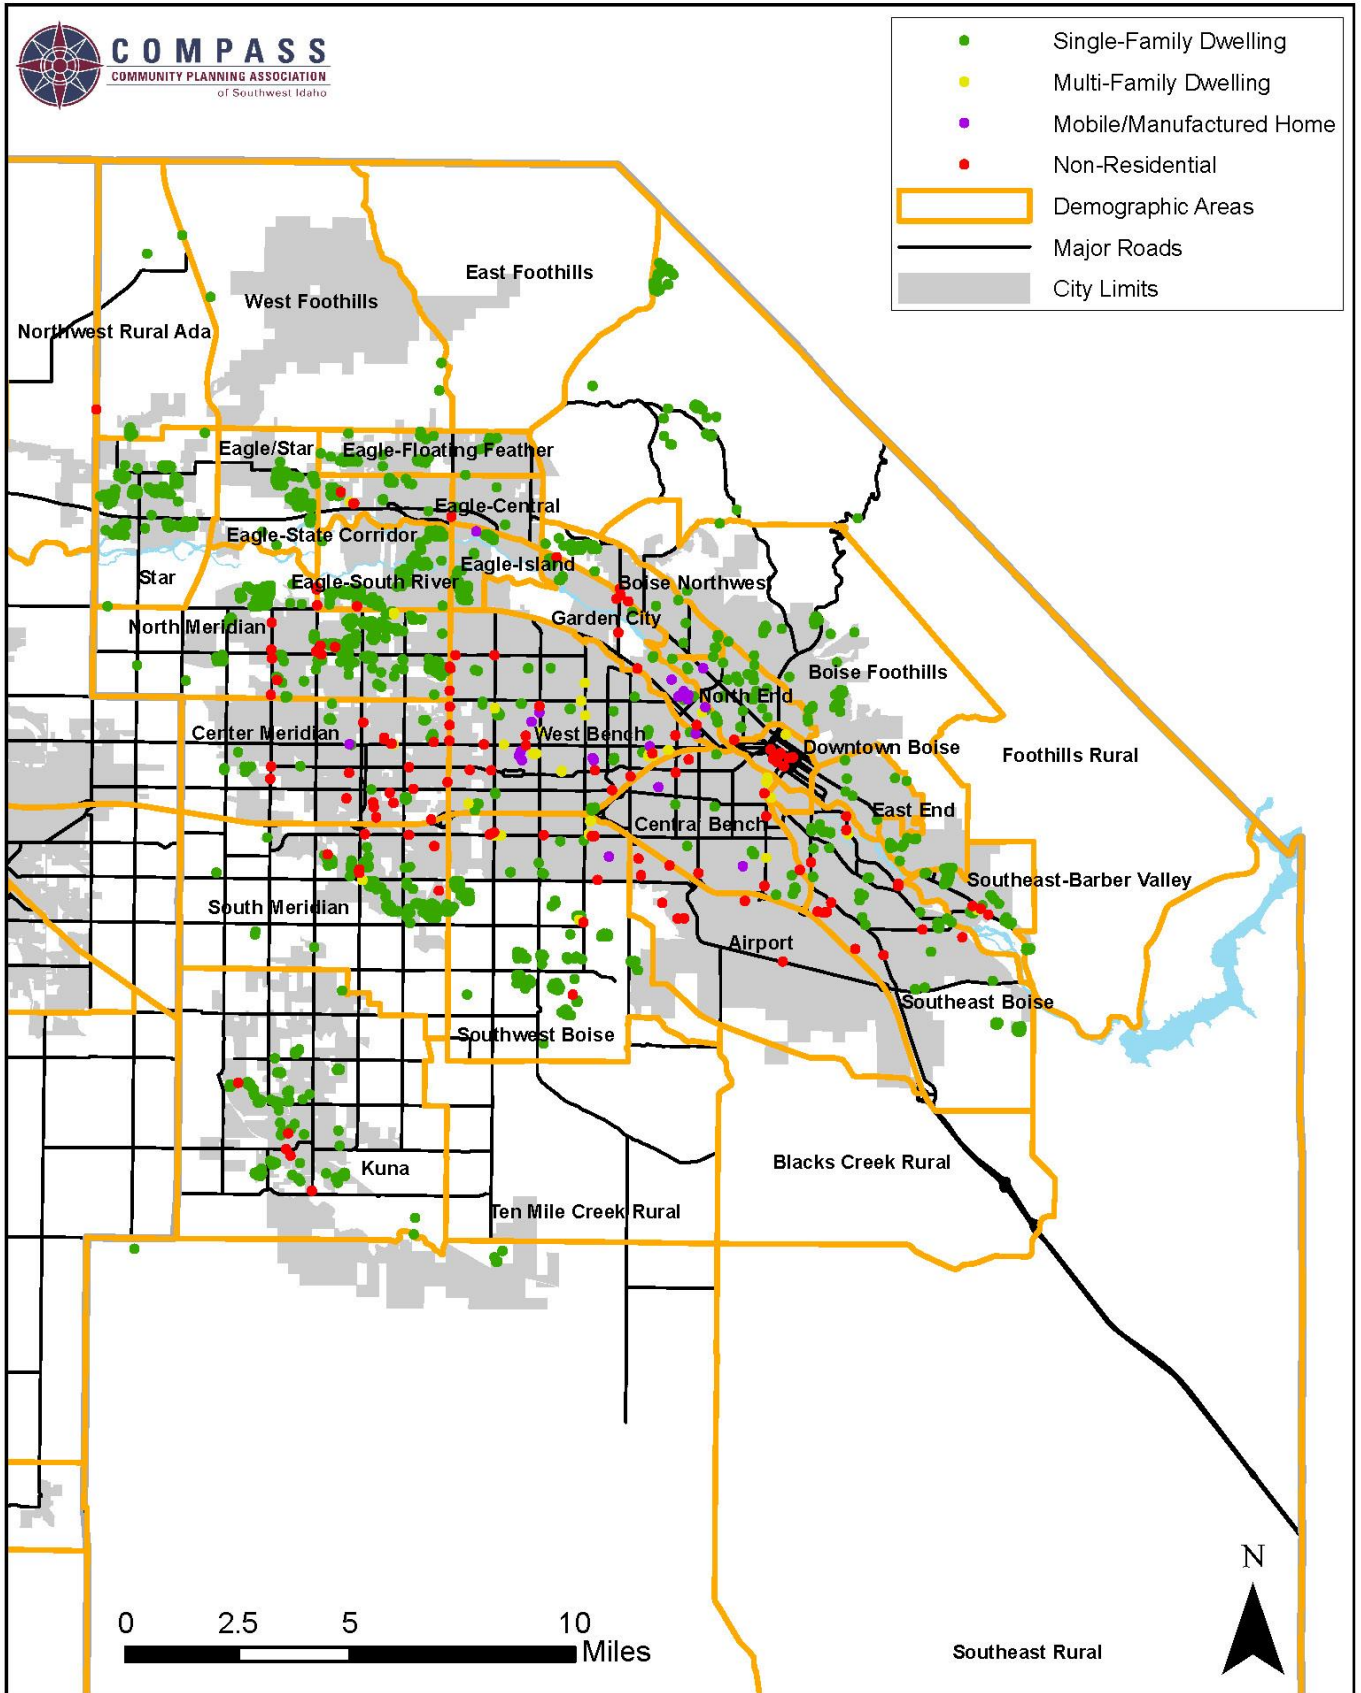 COMPASS
COMMUNITY PLANNING ASSOCIATION
of Southwest Idaho
Single-Family Dwelling
Multi-Family Dwelling
Mobile/Manufactured Home
Non-Residential
Demographic Areas
Major Roads
City Limits
East Foothills
West Foothills
Northwest Rural Ada
Eagle/Star
Eagle-Floating Feather
Eagle-Central
Eagle-State Corridor
Eagle-Island
Star
Eagle-South River
Boise Northwest
Garden City
North Meridian
Boise Foothills
North End
Center Meridian
West Bench
Downtown Boise
Foothills Rural
East End
Central Bench
Southeast-Barber Valley
South Meridian
Airport
Southeast Boise
Southwest Boise
Blacks Creek Rural
Kuna
Ten Mile Creek Rural
N
0 2.5 5 10
Miles
Southeast Rural